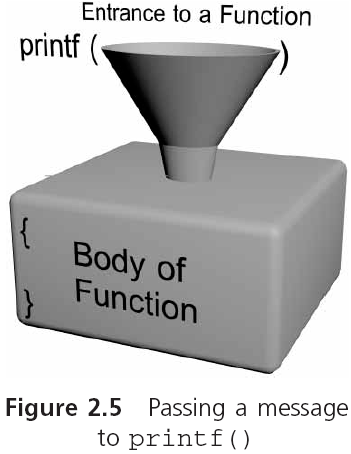 Entrance to a Function
printf ( )
{
Body of
Function
}
Figure 2.5 Passing a message
to printf()